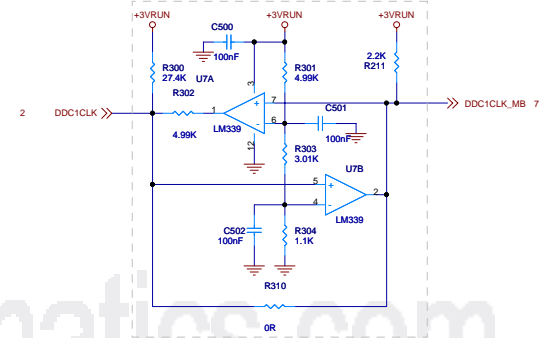 +3VRUN
+3VRUN
+3VRUN
C500
100nF
R300
27.4K
U7A
R301
4.99K
2.2K
R211
R302
3
2
DDC1CLK
1
4.99K
+
-
7
6
LM339
12
C501
100nF
DDC1CLK_MB
7
R303
3.01K
U7B
5
4
+
-
2
LM339
C502
100nF
R304
1.1K
R310
0R
matics.com